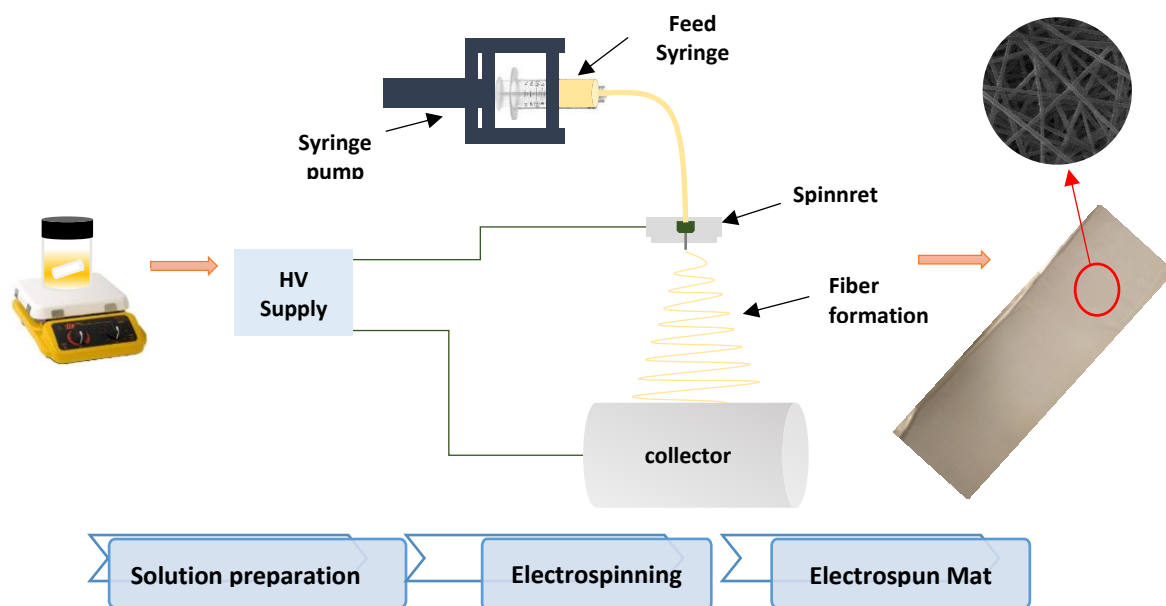 Feed
Syringe
Syringe
pump
Spinnret
HV
Supply
Fiber
formation
collector
Solution preparation
Electrospinning
Electrospun Mat